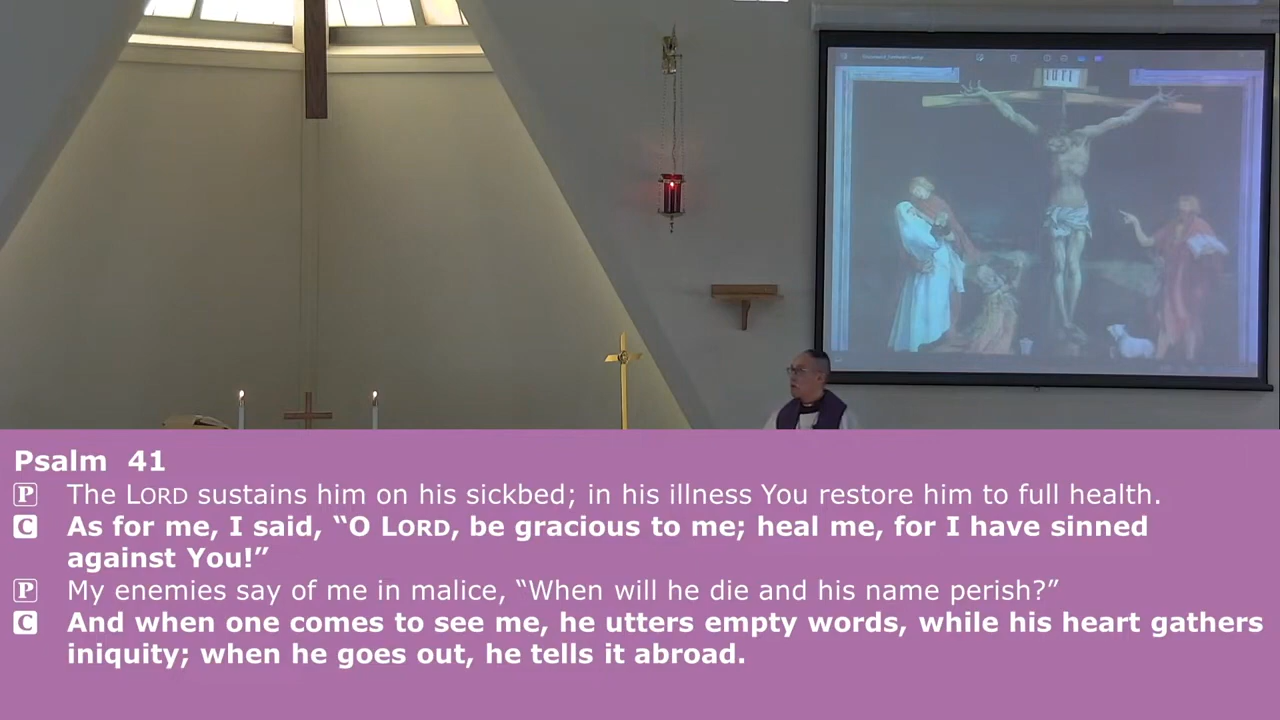 INRI
Psalm 41
P The LORD sustains him on his sickbed; in his illness You restore him to full health.
C As for me, I said, “O LORD, be gracious to me; heal me, for I have sinned
against You!”
P My enemies say of me in malice, “When will he die and his name perish?”
C And when one comes to see me, he utters empty words, while his heart gathers
iniquity; when he goes out, he tells it abroad.